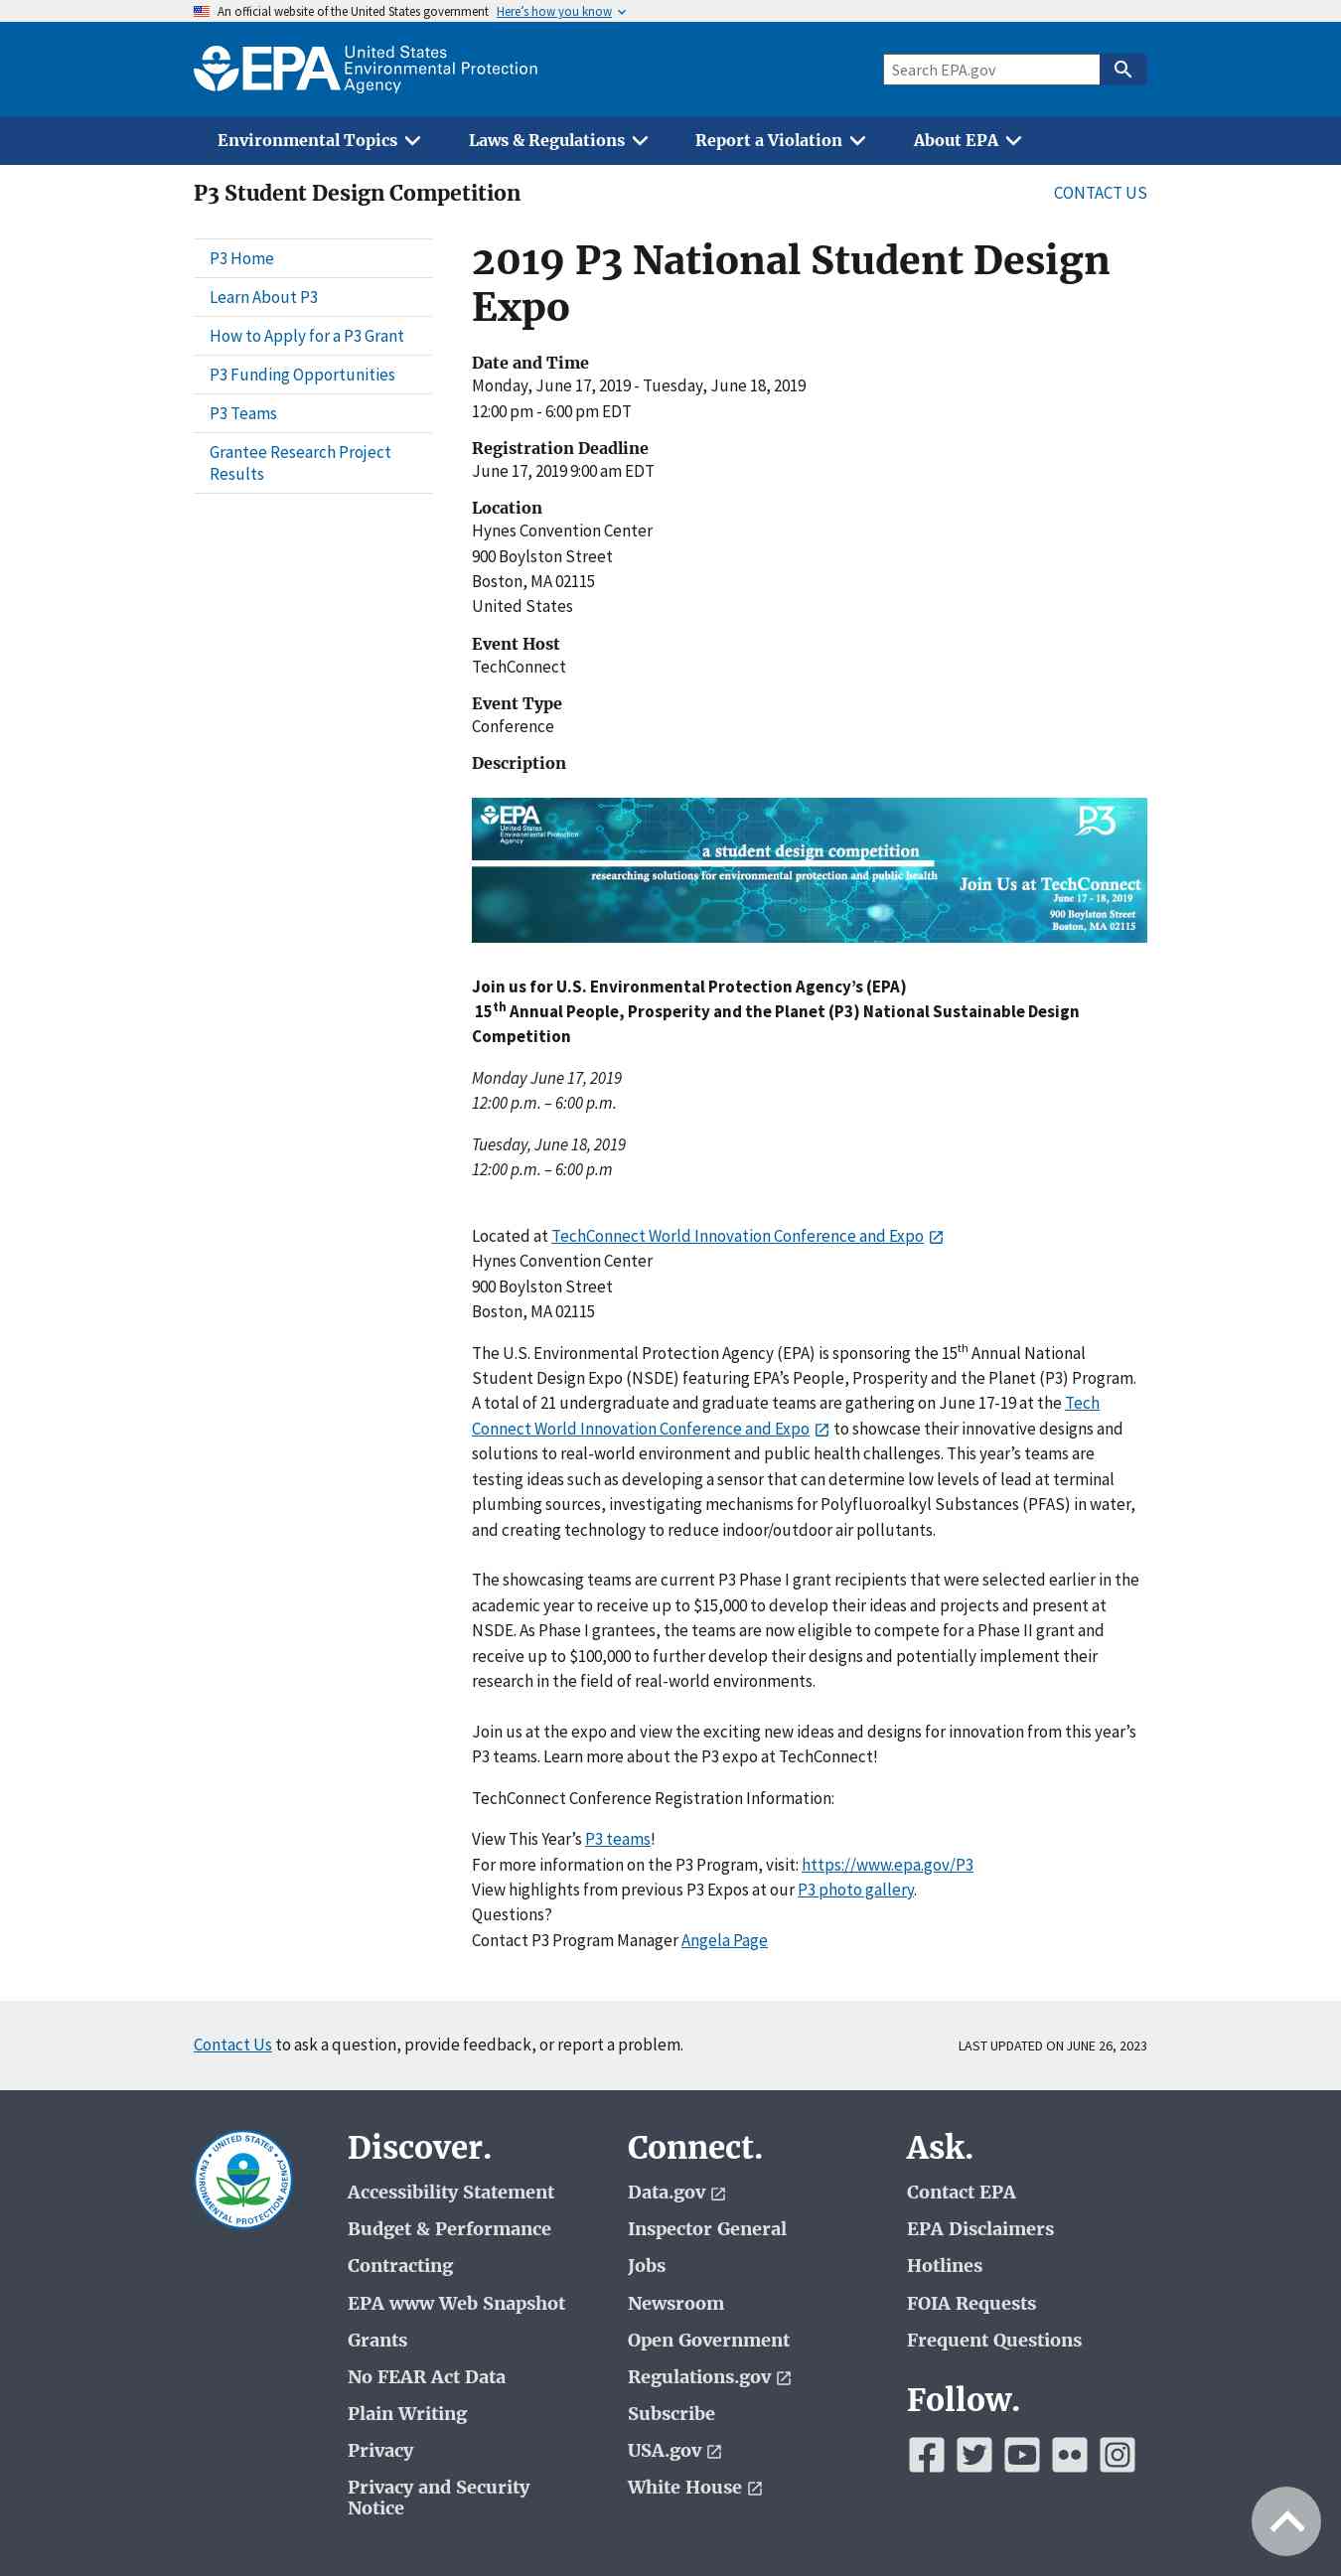 An official website of the United States government Here's how you know
EPA United States
Environmental Protection
Agency
Search EPA.gov
Environmental Topics Laws & Regulations Report a Violation About EPA
P3 Student Design Competition CONTACT US
P3 Home
Learn About P3
How to Apply for a P3 Grant
P3 Funding Opportunities
P3 Teams
Grantee Research Project
Results
2019 P3 National Student Design
Expo
Date and Time
Monday, June 17, 2019 - Tuesday, June 18, 2019
12:00 pm - 6:00 pm EDT
Registration Deadline
June 17, 2019 9:00 am EDT
Location
Hynes Convention Center
900 Boylston Street
Boston, MA 02115
United States
Event Host
TechConnect
Event Type
Conference
Description
EPA
United States
Environmental Protection
Agency
P3
a student design competition
researching solutions for environmental protection and public health
Join Us at TechConnect
June 17 - 18, 2019
900 Boylston Street
Boston, MA 02115
Join us for U.S. Environmental Protection Agency’s (EPA)
15th Annual People, Prosperity and the Planet (P3) National Sustainable Design
Competition
Monday June 17, 2019
12:00 p.m. – 6:00 p.m.
Tuesday, June 18, 2019
12:00 p.m. – 6:00 p.m
Located at TechConnect World Innovation Conference and Expo
Hynes Convention Center
900 Boylston Street
Boston, MA 02115
The U.S. Environmental Protection Agency (EPA) is sponsoring the 15th Annual National
Student Design Expo (NSDE) featuring EPA’s People, Prosperity and the Planet (P3) Program.
A total of 21 undergraduate and graduate teams are gathering on June 17-19 at the Tech
Connect World Innovation Conference and Expo to showcase their innovative designs and
solutions to real-world environment and public health challenges. This year’s teams are
testing ideas such as developing a sensor that can determine low levels of lead at terminal
plumbing sources, investigating mechanisms for Polyfluoroalkyl Substances (PFAS) in water,
and creating technology to reduce indoor/outdoor air pollutants.
The showcasing teams are current P3 Phase I grant recipients that were selected earlier in the
academic year to receive up to $15,000 to develop their ideas and projects and present at
NSDE. As Phase I grantees, the teams are now eligible to compete for a Phase II grant and
receive up to $100,000 to further develop their designs and potentially implement their
research in the field of real-world environments.
Join us at the expo and view the exciting new ideas and designs for innovation from this year’s
P3 teams. Learn more about the P3 expo at TechConnect!
TechConnect Conference Registration Information:
View This Year’s P3 teams!
For more information on the P3 Program, visit: https://www.epa.gov/P3
View highlights from previous P3 Expos at our P3 photo gallery.
Questions?
Contact P3 Program Manager Angela Page
Contact Us to ask a question, provide feedback, or report a problem. LAST UPDATED ON JUNE 26, 2023
UNITED STATES
ENVIRONMENTAL PROTECTION AGENCY
Discover.
Accessibility Statement
Budget & Performance
Contracting
EPA www Web Snapshot
Grants
No FEAR Act Data
Plain Writing
Privacy
Privacy and Security
Notice
Connect.
Data.gov
Inspector General
Jobs
Newsroom
Open Government
Regulations.gov
Subscribe
USA.gov
White House
Ask.
Contact EPA
EPA Disclaimers
Hotlines
FOIA Requests
Frequent Questions
Follow.